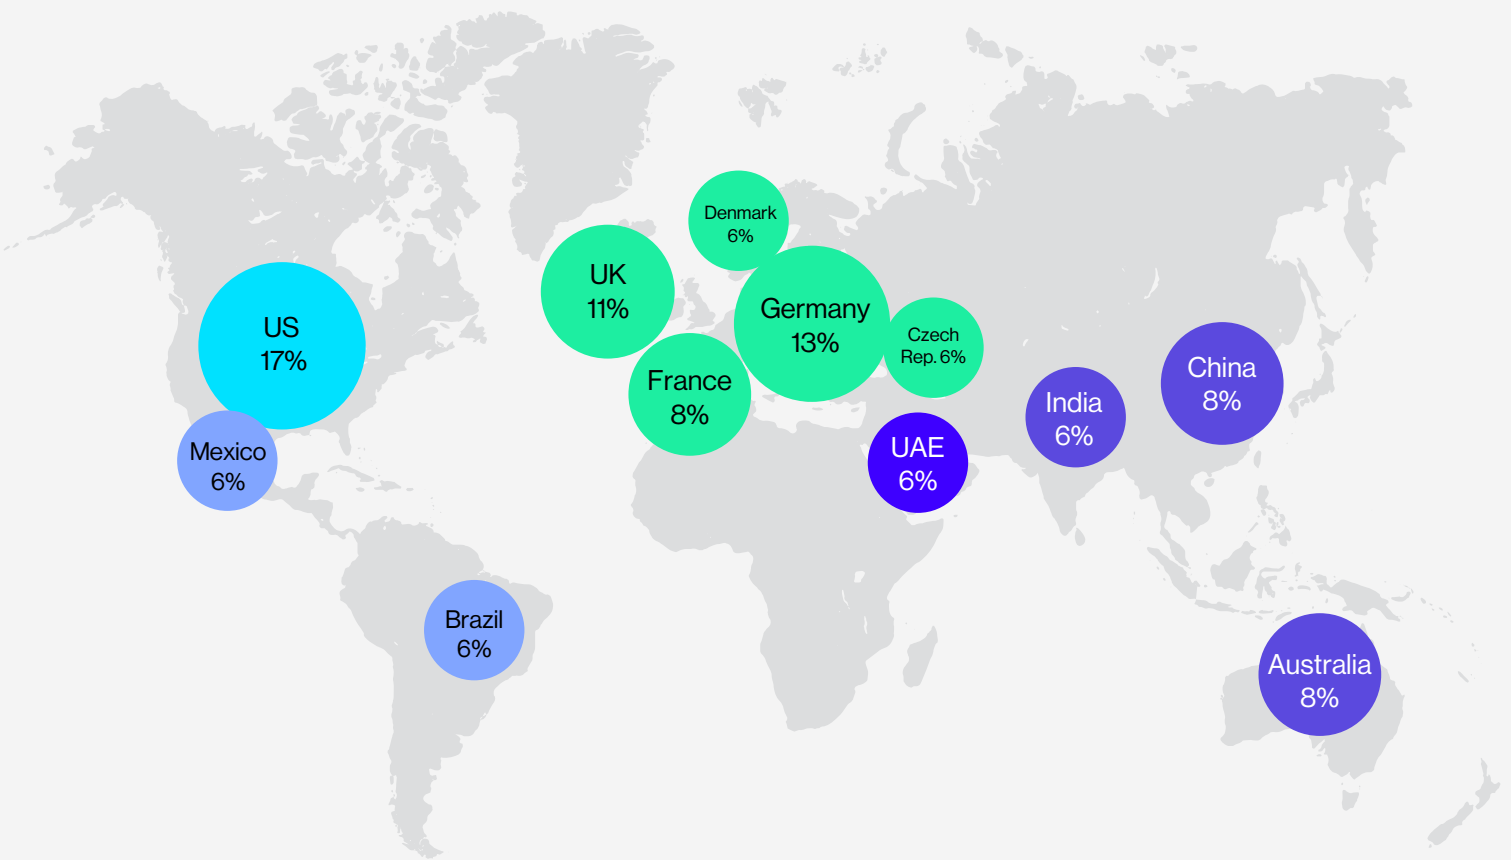 Denmark
6%
UK
11%
Germany
13%
US
17%
Czech
Rep. 6%
France
8%
China
8%
India
6%
Mexico
6%
UAE
6%
Brazil
6%
Australia
8%